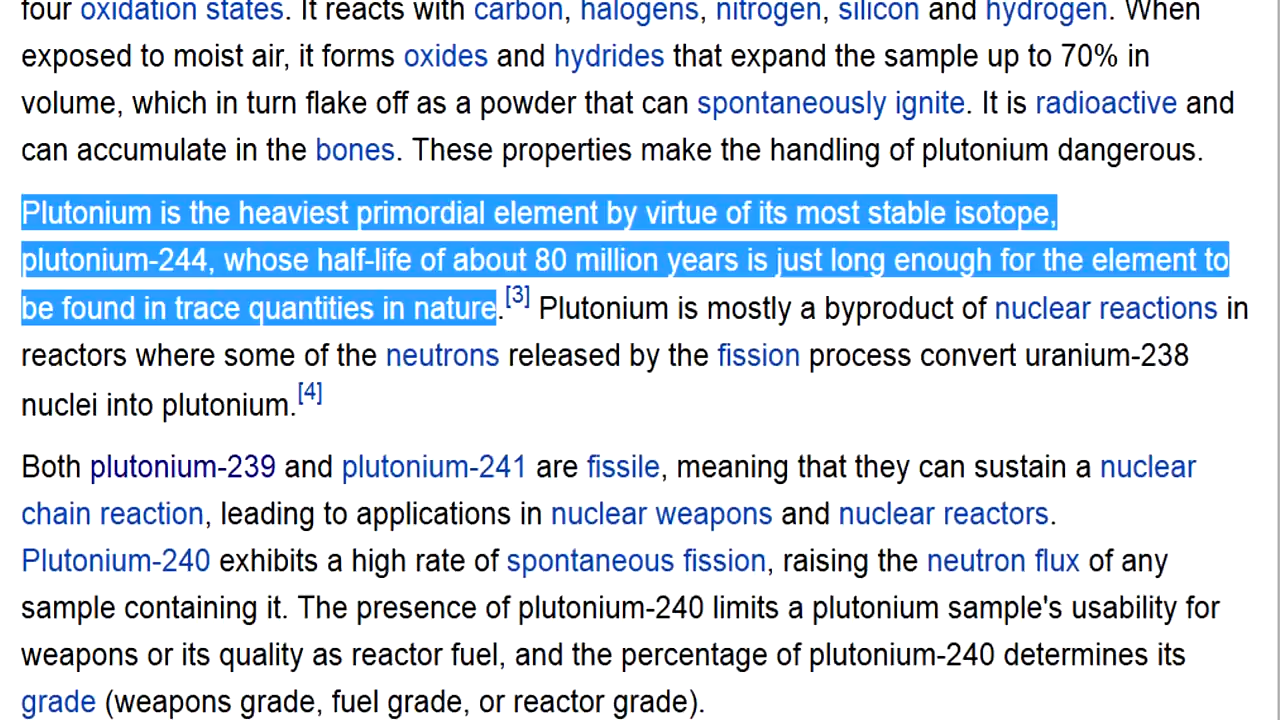 four oxidation states. It reacts with carbon, halogens, nitrogen, silicon and hydrogen. When
exposed to moist air, it forms oxides and hydrides that expand the sample up to 70% in
volume, which in turn flake off as a powder that can spontaneously ignite. It is radioactive and
can accumulate in the bones. These properties make the handling of plutonium dangerous.
Plutonium is the heaviest primordial element by virtue of its most stable isotope,
plutonium-244, whose half-life of about 80 million years is just long enough for the element to
be found in trace quantities in nature.[3] Plutonium is mostly a byproduct of nuclear reactions in
reactors where some of the neutrons released by the fission process convert uranium-238
nuclei into plutonium.[4]
Both plutonium-239 and plutonium-241 are fissile, meaning that they can sustain a nuclear
chain reaction, leading to applications in nuclear weapons and nuclear reactors.
Plutonium-240 exhibits a high rate of spontaneous fission, raising the neutron flux of any
sample containing it. The presence of plutonium-240 limits a plutonium sample's usability for
weapons or its quality as reactor fuel, and the percentage of plutonium-240 determines its
grade (weapons grade, fuel grade, or reactor grade).